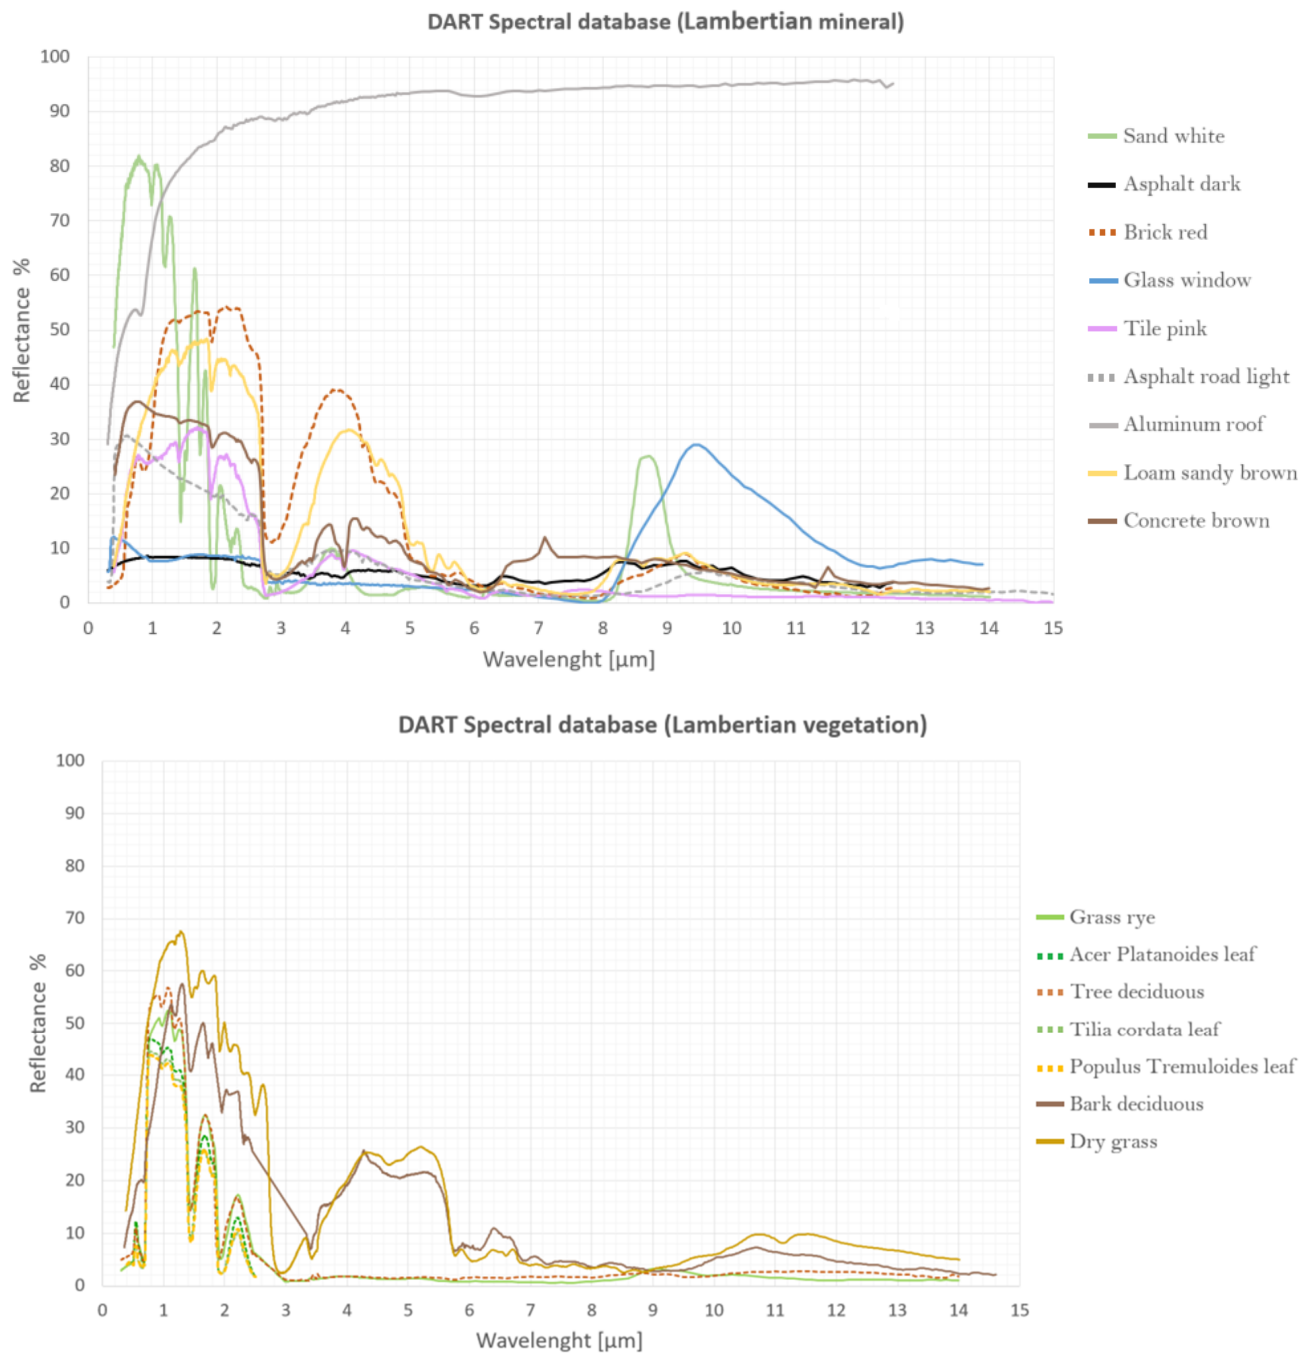 DART Spectral database (Lambertian mineral)
100
90
80
70
60
50
40
30
20
10
0
Reflectance %
0 1 2 3 4 5 6 7 8 9 10 11 12 13 14 15
Wavelenght [µm]
Sand white
Asphalt dark
Brick red
Glass window
Tile pink
Asphalt road light
Aluminum roof
Loam sandy brown
Concrete brown
DART Spectral database (Lambertian vegetation)
100
90
80
70
60
50
40
30
20
10
0
Reflectance %
0 1 2 3 4 5 6 7 8 9 10 11 12 13 14 15
Wavelenght [µm]
Grass rye
Acer Platanoides leaf
Tree deciduous
Tilia cordata leaf
Populus Tremuloides leaf
Bark deciduous
Dry grass